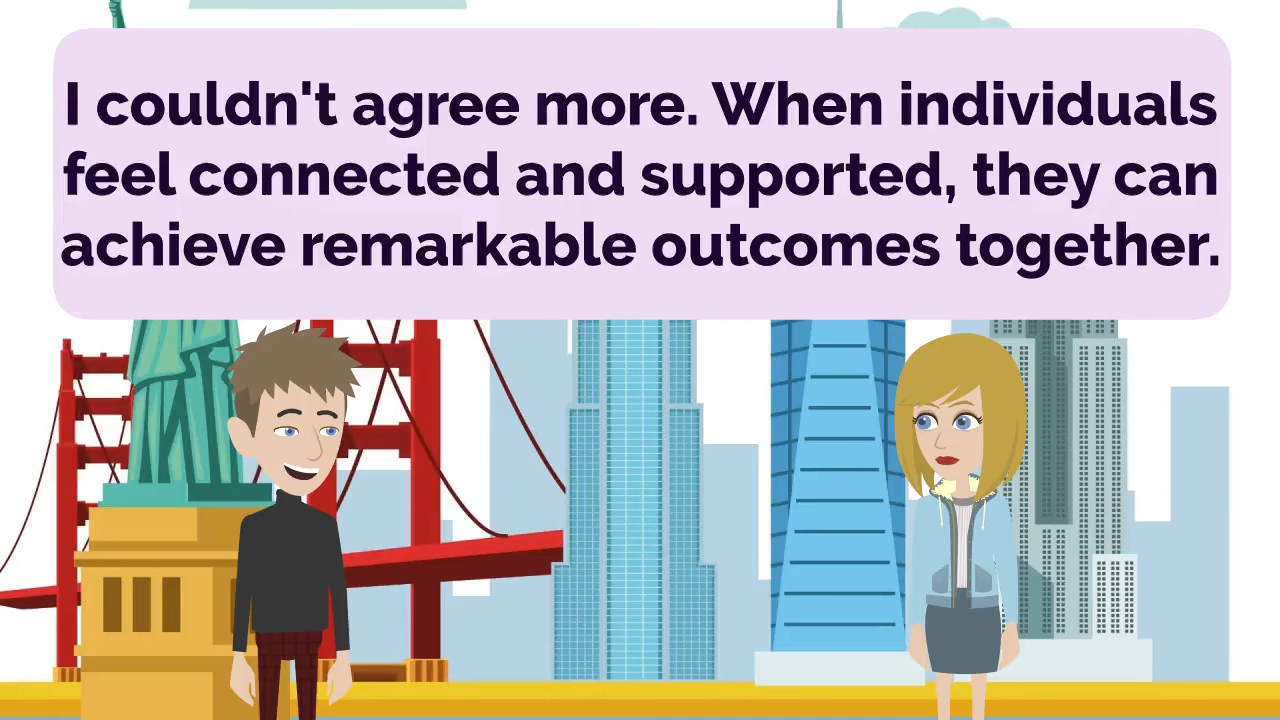 I couldn't agree more. When individuals
feel connected and supported, they can
achieve remarkable outcomes together.